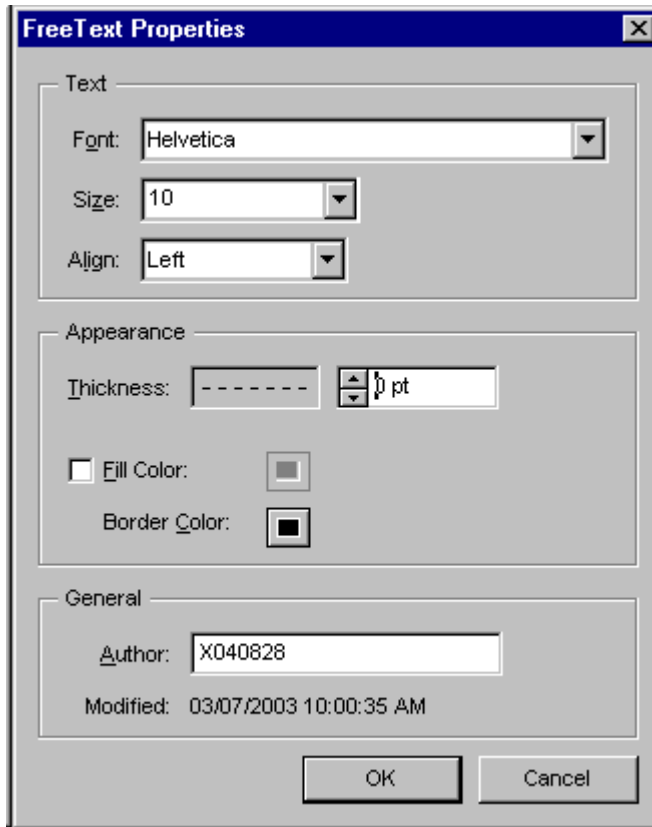 FreeText Properties
Text
Font: Helvetica
Size: 10
Align: Left
Appearance
Thickness: 0 pt
Fill Color:
Border Color:
General
Author: X040828
Modified: 03/07/2003 10:00:35 AM
OK Cancel